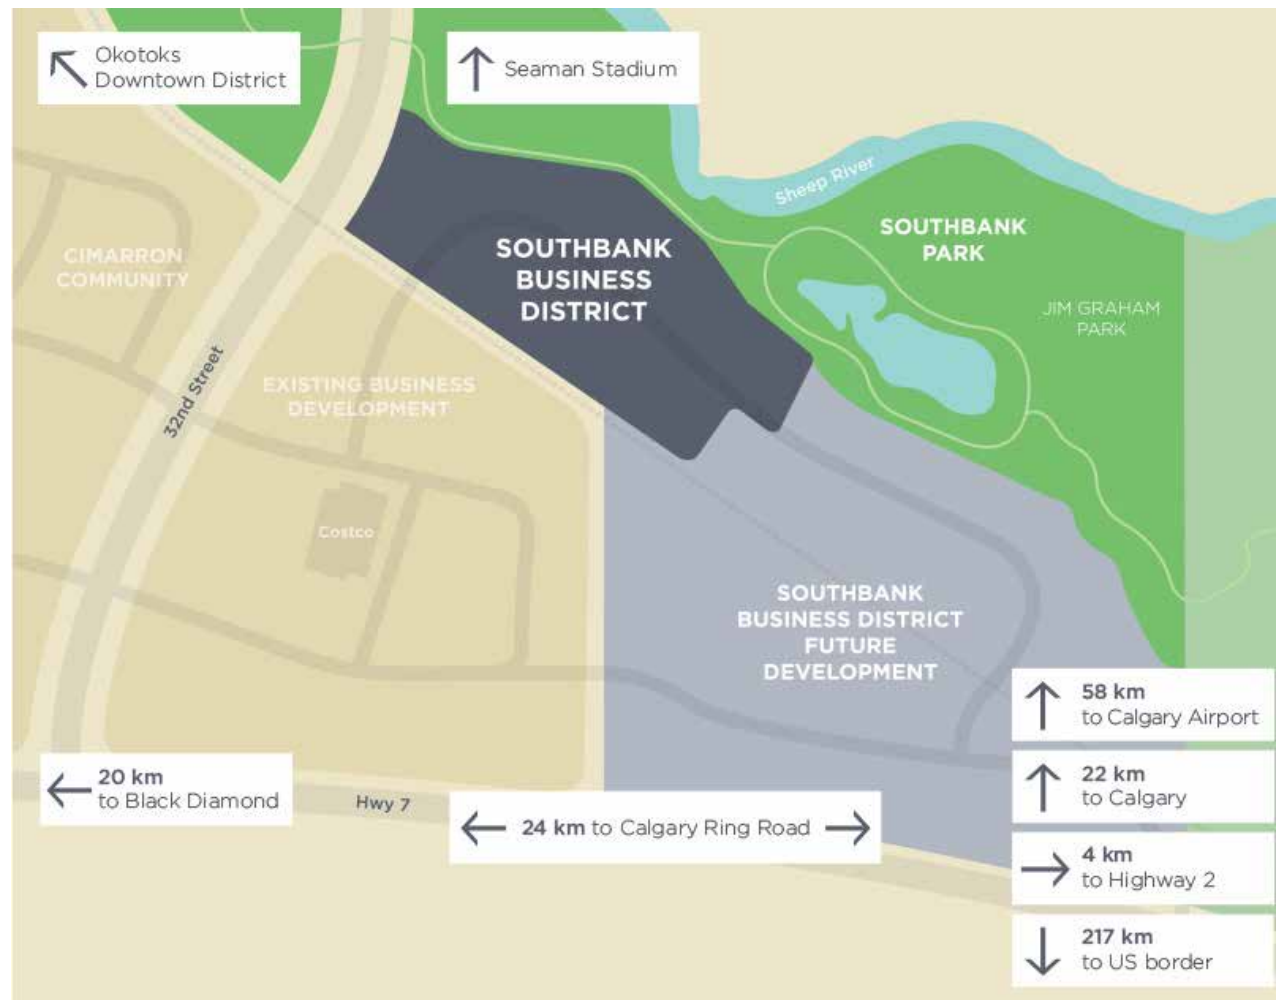 Okotoks
Downtown District
Seaman Stadium
Sheep River
SOUTHBANK
PARK
JIM GRAHAM
PARK
CIMARRON
COMMUNITY
SOUTHBANK
BUSINESS
DISTRICT
32nd Street
EXISTING BUSINESS
DEVELOPMENT
Costco
SOUTHBANK
BUSINESS DISTRICT
FUTURE
DEVELOPMENT
58 km
to Calgary Airport
22 km
to Calgary
4 km
to Highway 2
217 km
to US border
20 km
to Black Diamond
Hwy 7
24 km to Calgary Ring Road